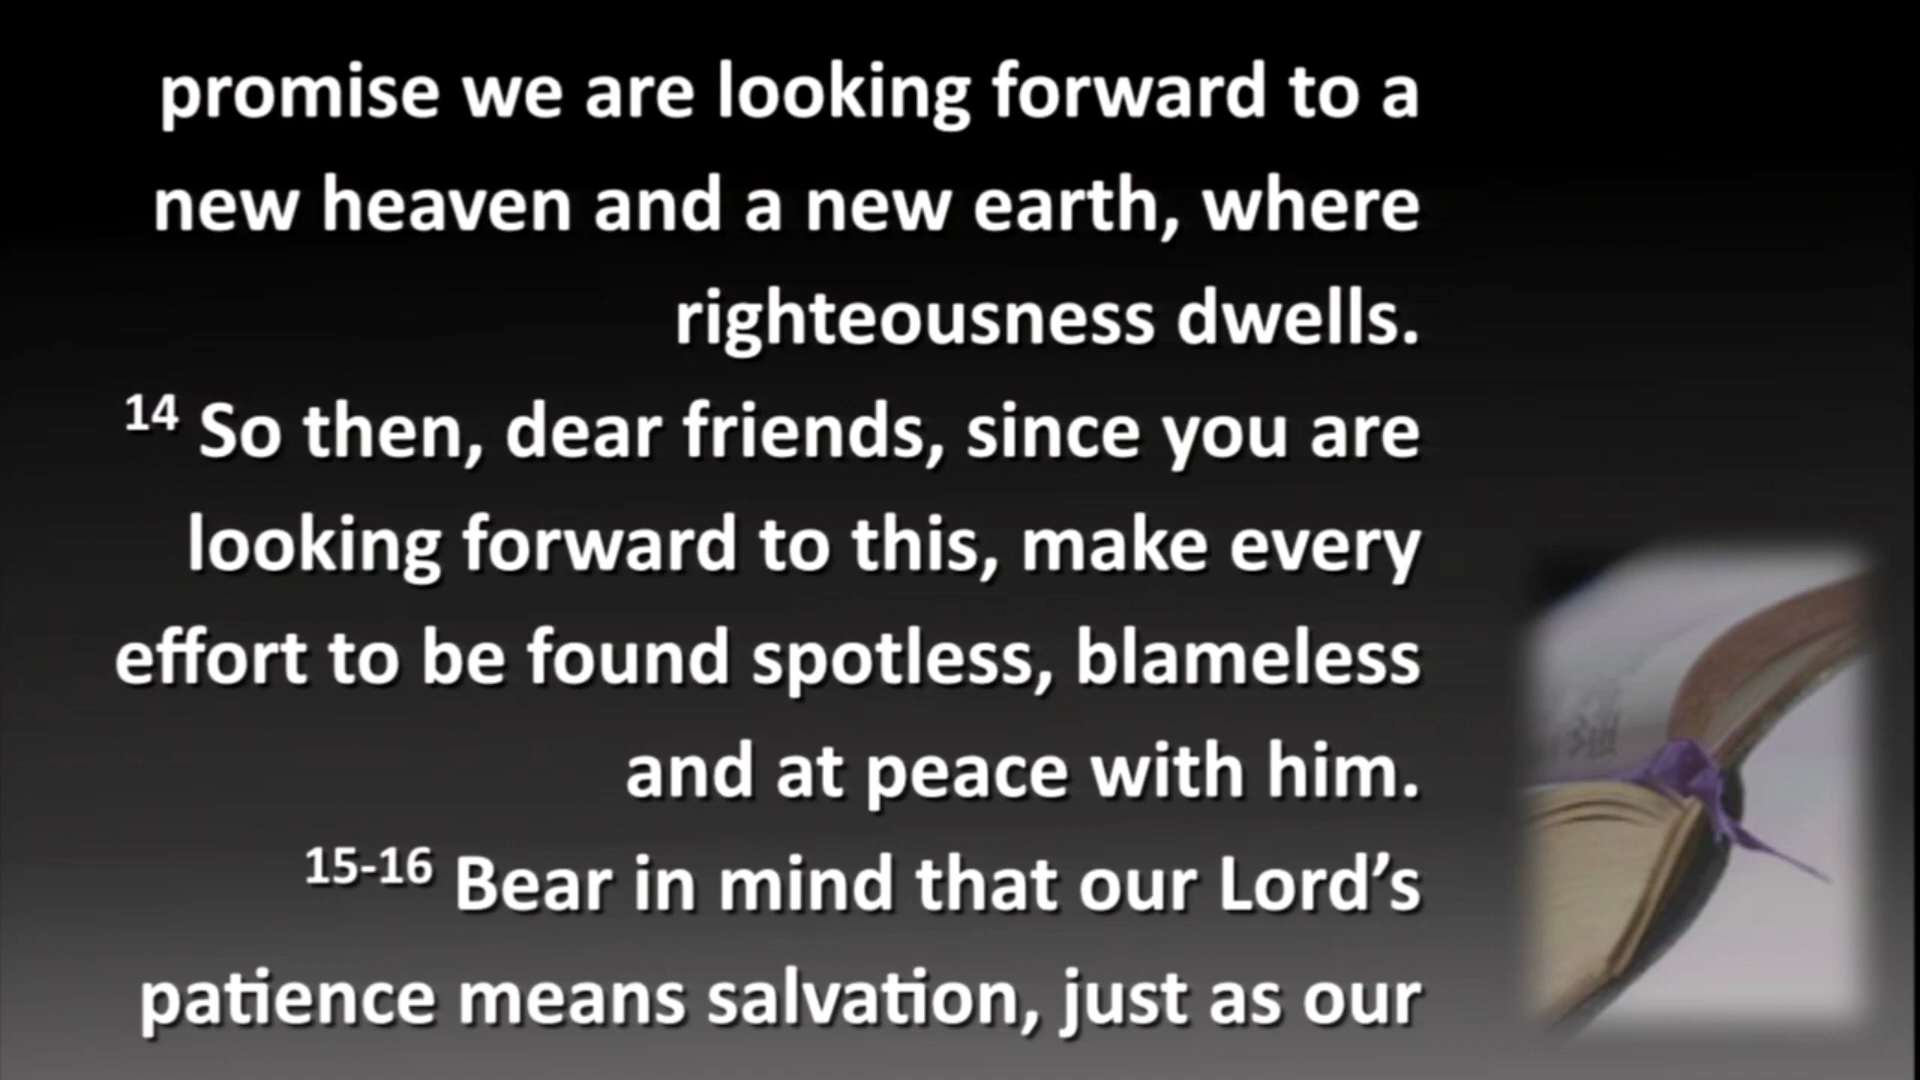 promise we are looking forward to a
new heaven and a new earth, where
righteousness dwells.
14 So then, dear friends, since you are
looking forward to this, make every
effort to be found spotless, blameless
and at peace with him.
15-16 Bear in mind that our Lord’s
patience means salvation, just as our